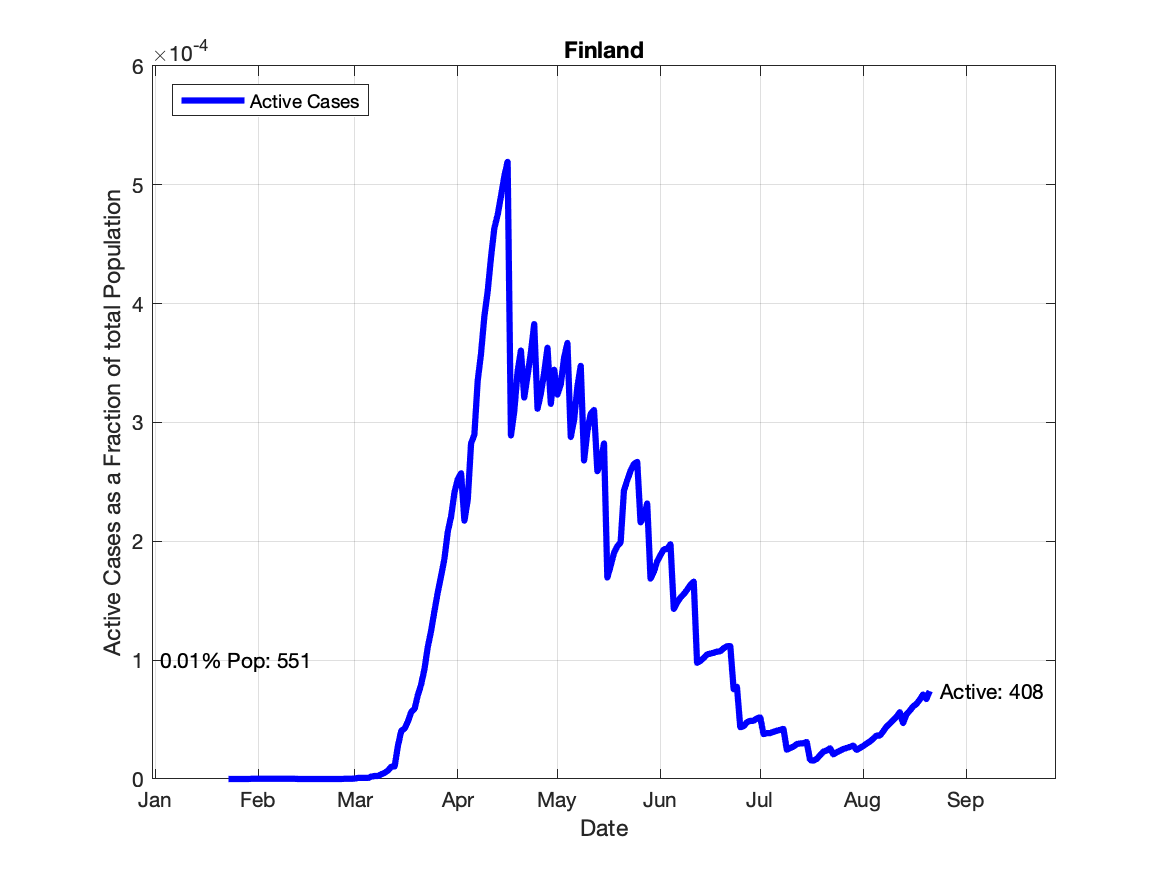 Finland
×10-4
6
5
4
3
2
1
0
Active Cases
Active Cases as a Fraction of total Population
0.01% Pop: 551
Active: 408
Jan Feb Mar Apr May Jun Jul Aug Sep
Date